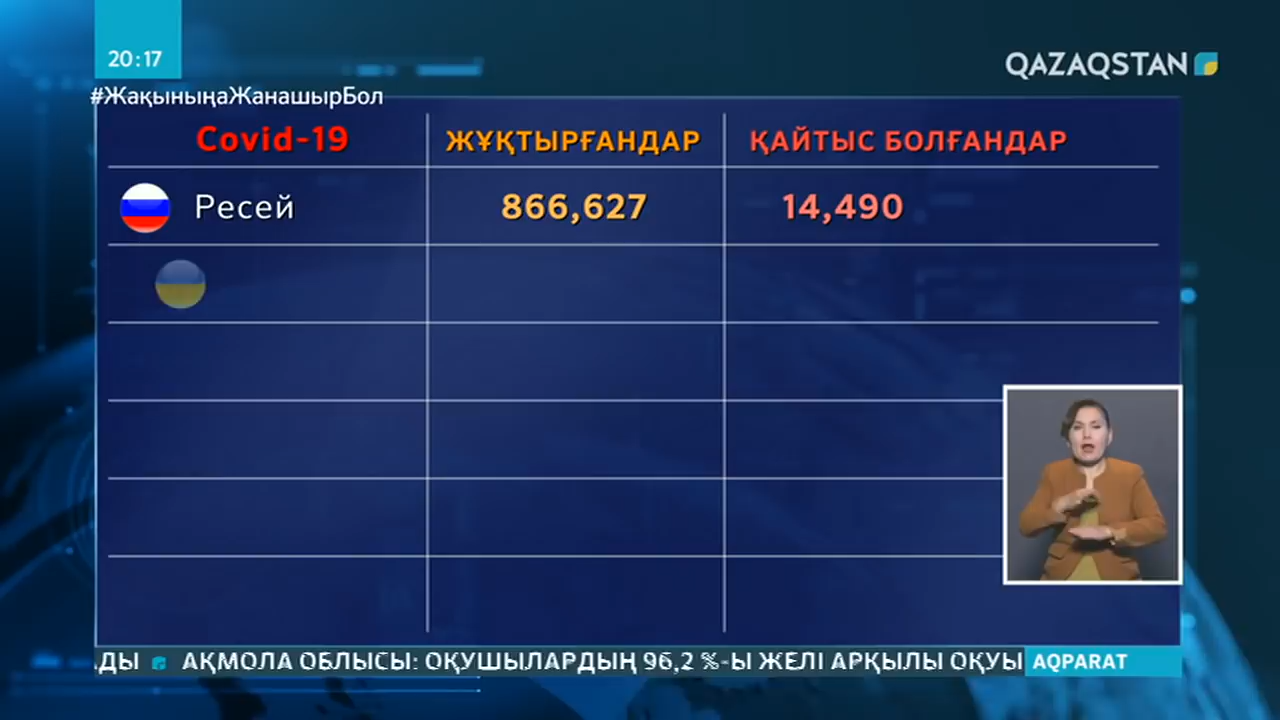 20:17
QAZAQSTAN
#ЖақыныңаЖанашырБол
Covid-19 ЖҰҚТЫРҒАНДАР ҚАЙТЫС БОЛҒАНДАР
Ресей 866,627 14,490
ДЫ АҚМОЛА ОБЛЫСЫ: ОҚУШЫЛАРДЫҢ 96,2 %-Ы ЖЕЛІ АРҚЫЛЫ ОҚУЫ AQPARAT